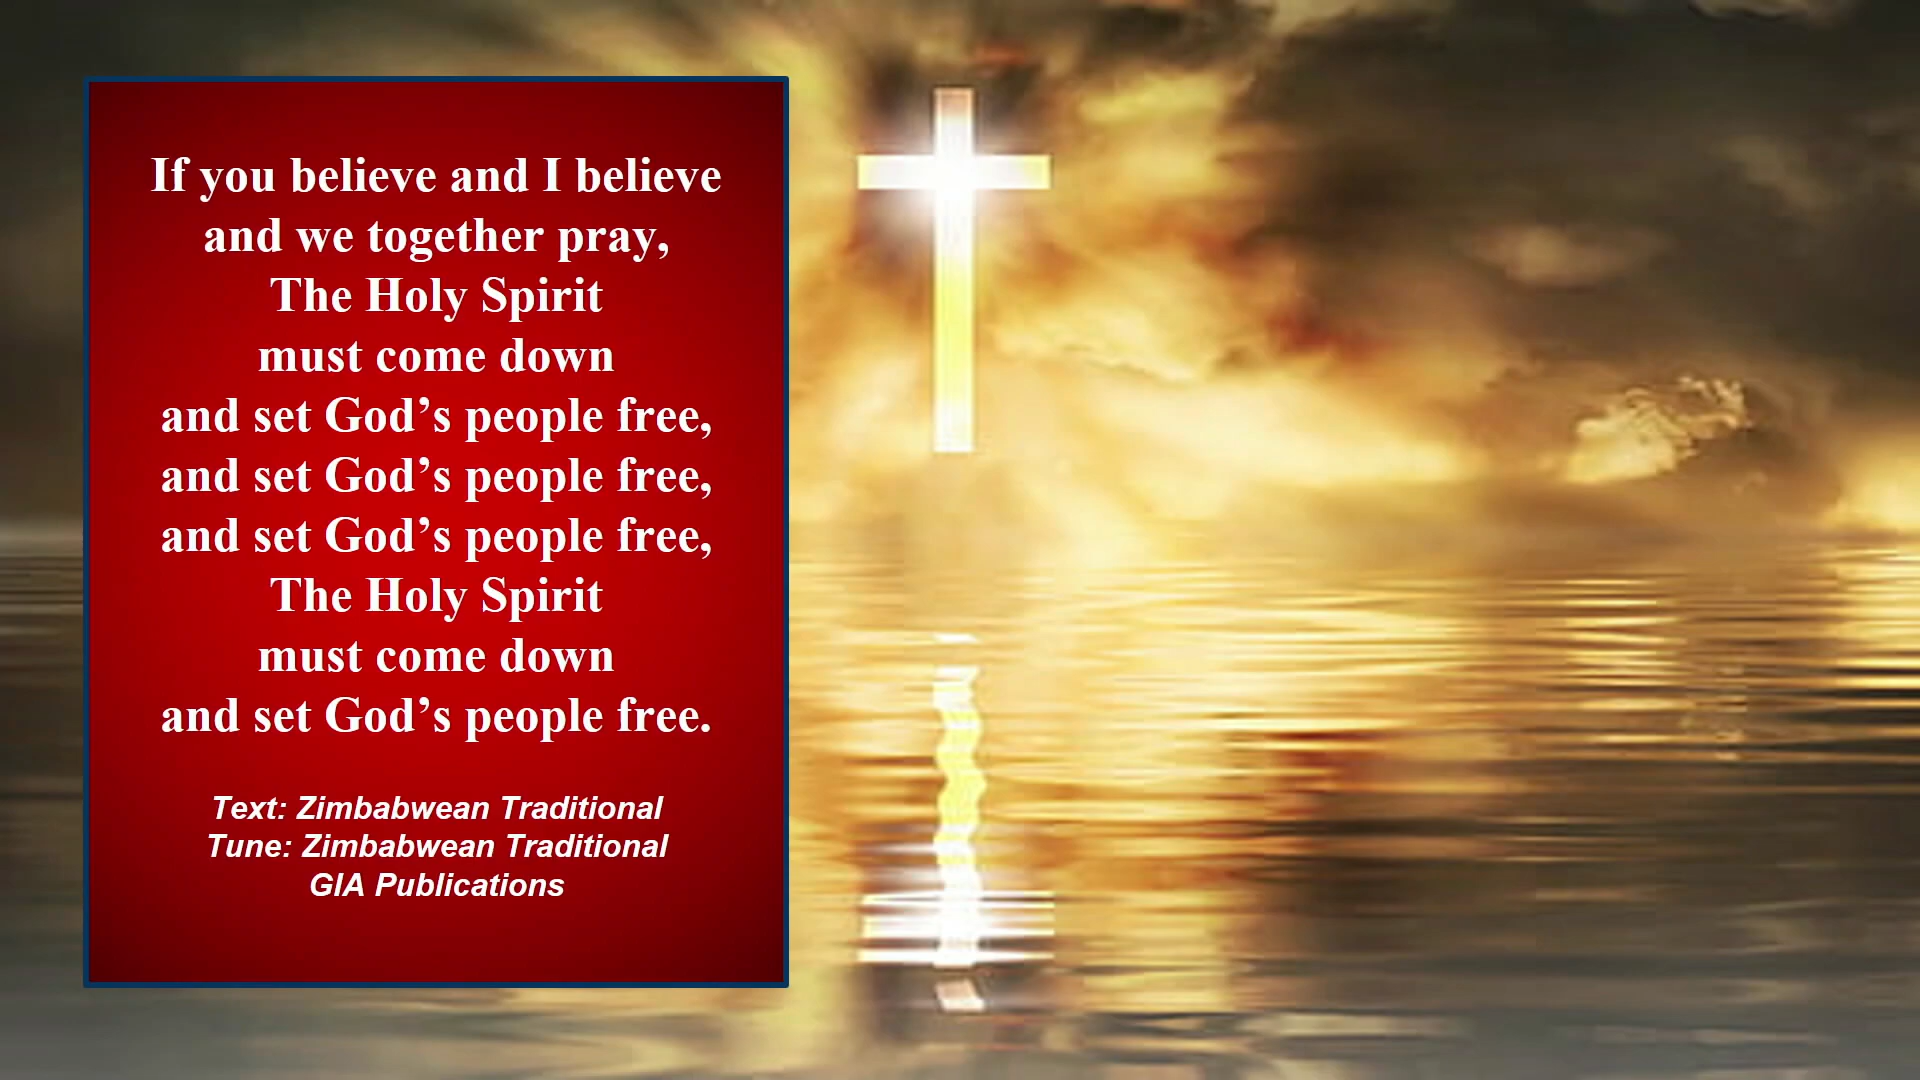 If you believe and I believe
and we together pray,
The Holy Spirit
must come down
and set God’s people free,
and set God’s people free,
and set God’s people free,
The Holy Spirit
must come down
and set God’s people free.
Text: Zimbabwean Traditional
Tune: Zimbabwean Traditional
GIA Publications